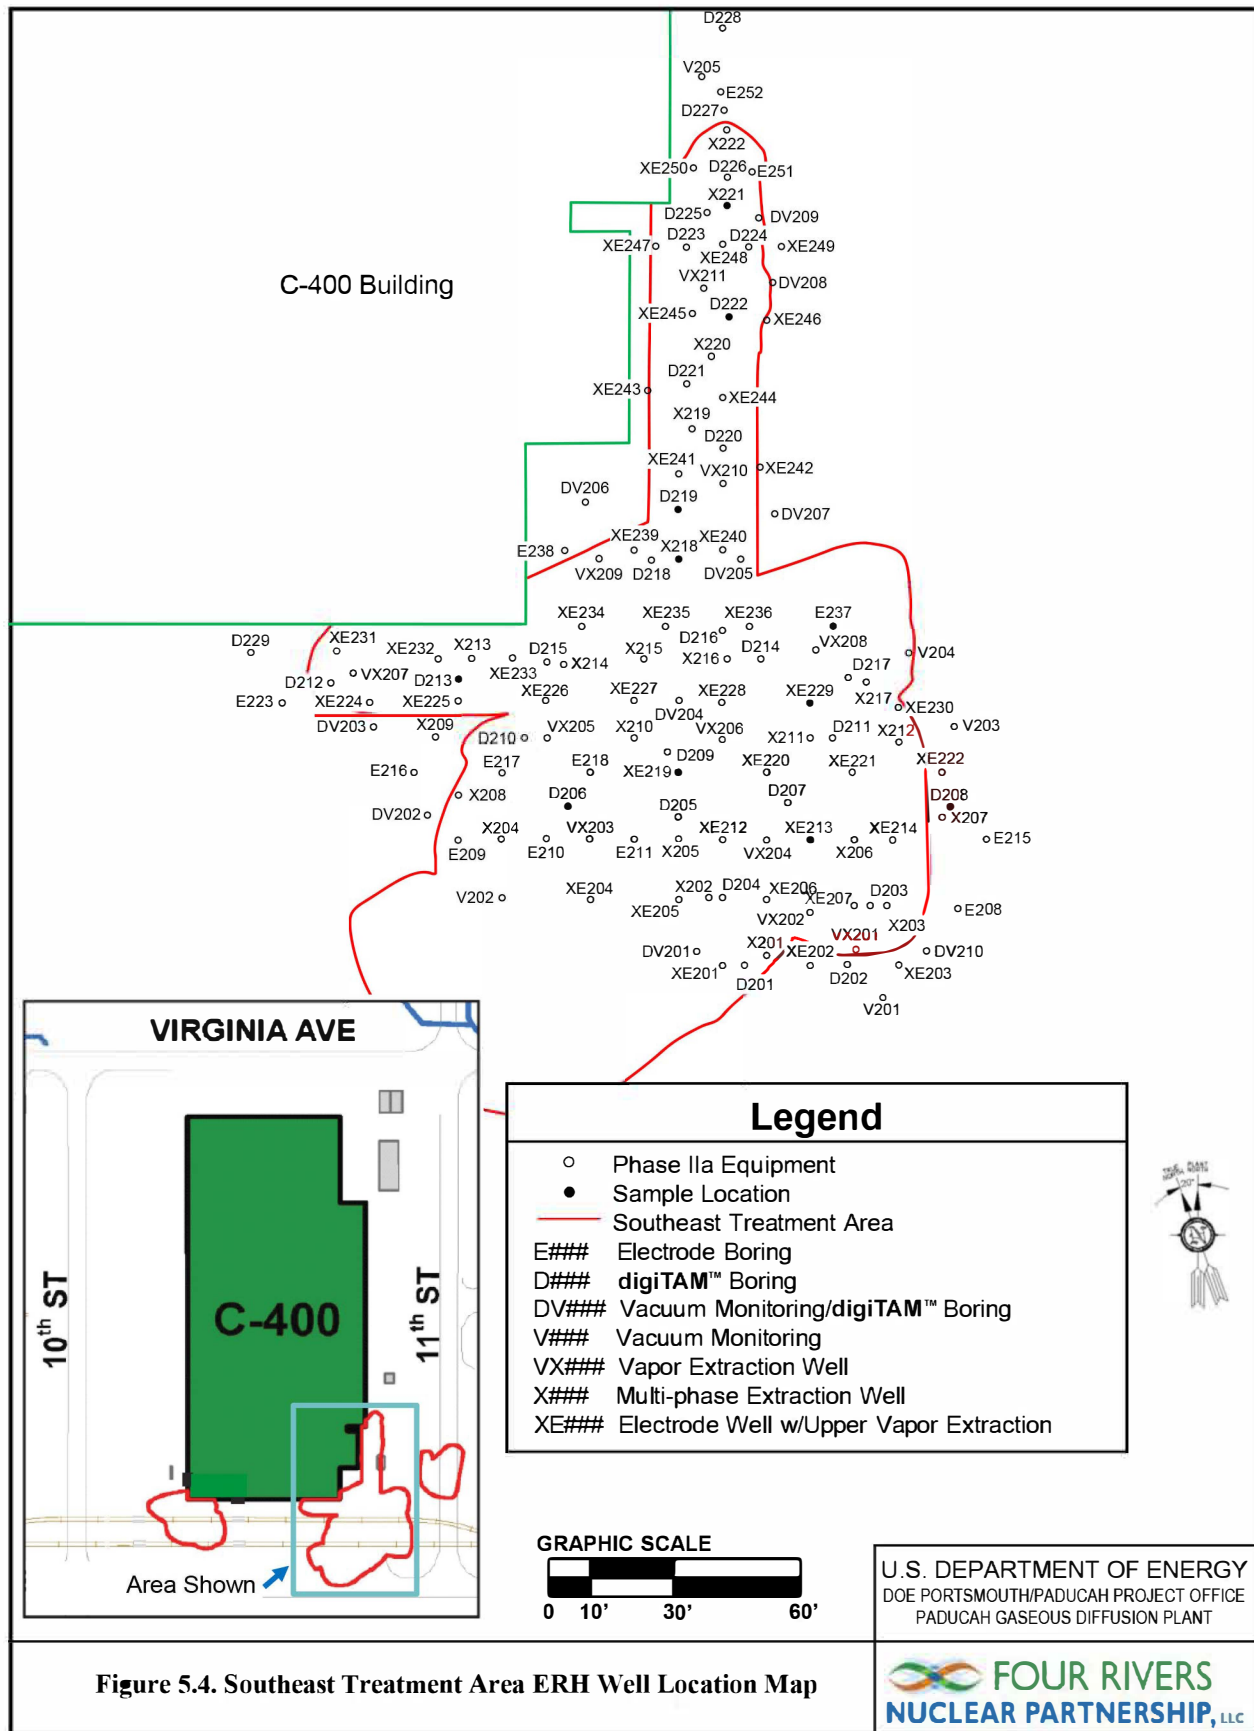 D228
V205
E252
D227
X222
XE250
D226
E251
X221
D225
DV209
D223
D224
XE247
XE248
XE249
VX211
DV208
C-400 Building
D222
XE245
XE246
X220
D221
XE243
XE244
X219
D220
XE241
VX210
XE242
DV206
D219
DV207
XE239
X218
XE240
E238
VX209
D218
DV205
XE234
XE235
XE236
E237
D216
D229
XE231
XE232
X213
D215
X215
D214
VX208
V204
XE233
X214
X216
D217
D212
VX207
D213
X217
E223
XE224
XE225
XE226
XE227
XE228
XE229
XE230
DV204
DV203
X209
VX205
X210
VX206
V203
D210
X211
D211
X212
D209
E216
E217
E218
XE219
XE220
XE221
XE222
X208
D206
D207
D208
DV202
D205
X207
X204
VX203
XE212
XE213
XE214
E209
E210
E211
X205
VX204
X206
E215
V202
XE204
X202
D204
XE206
D203
XE205
XE207
E208
VX202
X203
VX201
VX201
DV201
X201
XE202
DV210
XE201
D201
D202
XE203
V201
VIRGINIA AVE
10th ST
C-400
11th ST
Area Shown
Legend
Phase IIa Equipment
Sample Location
Southeast Treatment Area
E### Electrode Boring
D### digiTAM™ Boring
DV### Vacuum Monitoring/digiTAM™ Boring
V### Vacuum Monitoring
VX### Vapor Extraction Well
X### Multi-phase Extraction Well
XE### Electrode Well w/Upper Vapor Extraction
TRUE NORTH
PLANT NORTH
20°
N
GRAPHIC SCALE
0 10' 30' 60'
U.S. DEPARTMENT OF ENERGY
DOE PORTSMOUTH/PADUCAH PROJECT OFFICE
PADUCAH GASEOUS DIFFUSION PLANT
Figure 5.4. Southeast Treatment Area ERH Well Location Map
FOUR RIVERS
NUCLEAR PARTNERSHIP, LLC